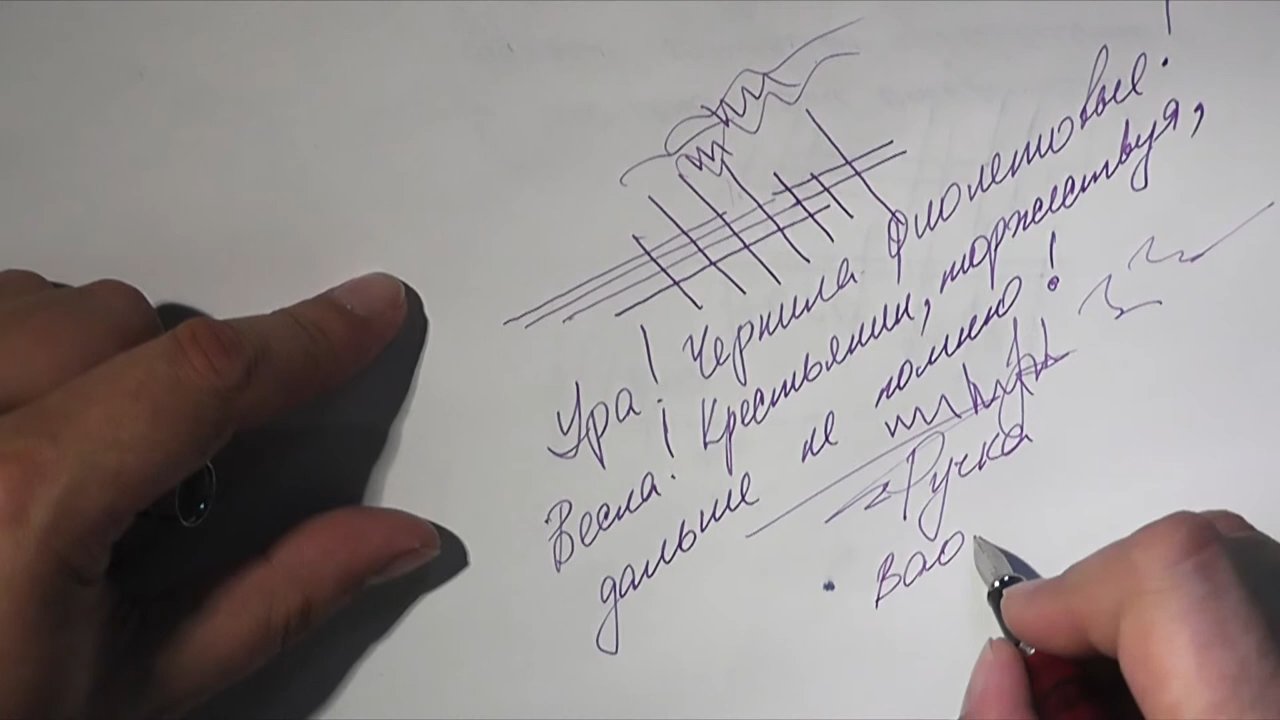 Ура! Чернила фиолетовые!
Весна! Крестьянин, торжествуя,
дальше не помню!
Ручка
вао